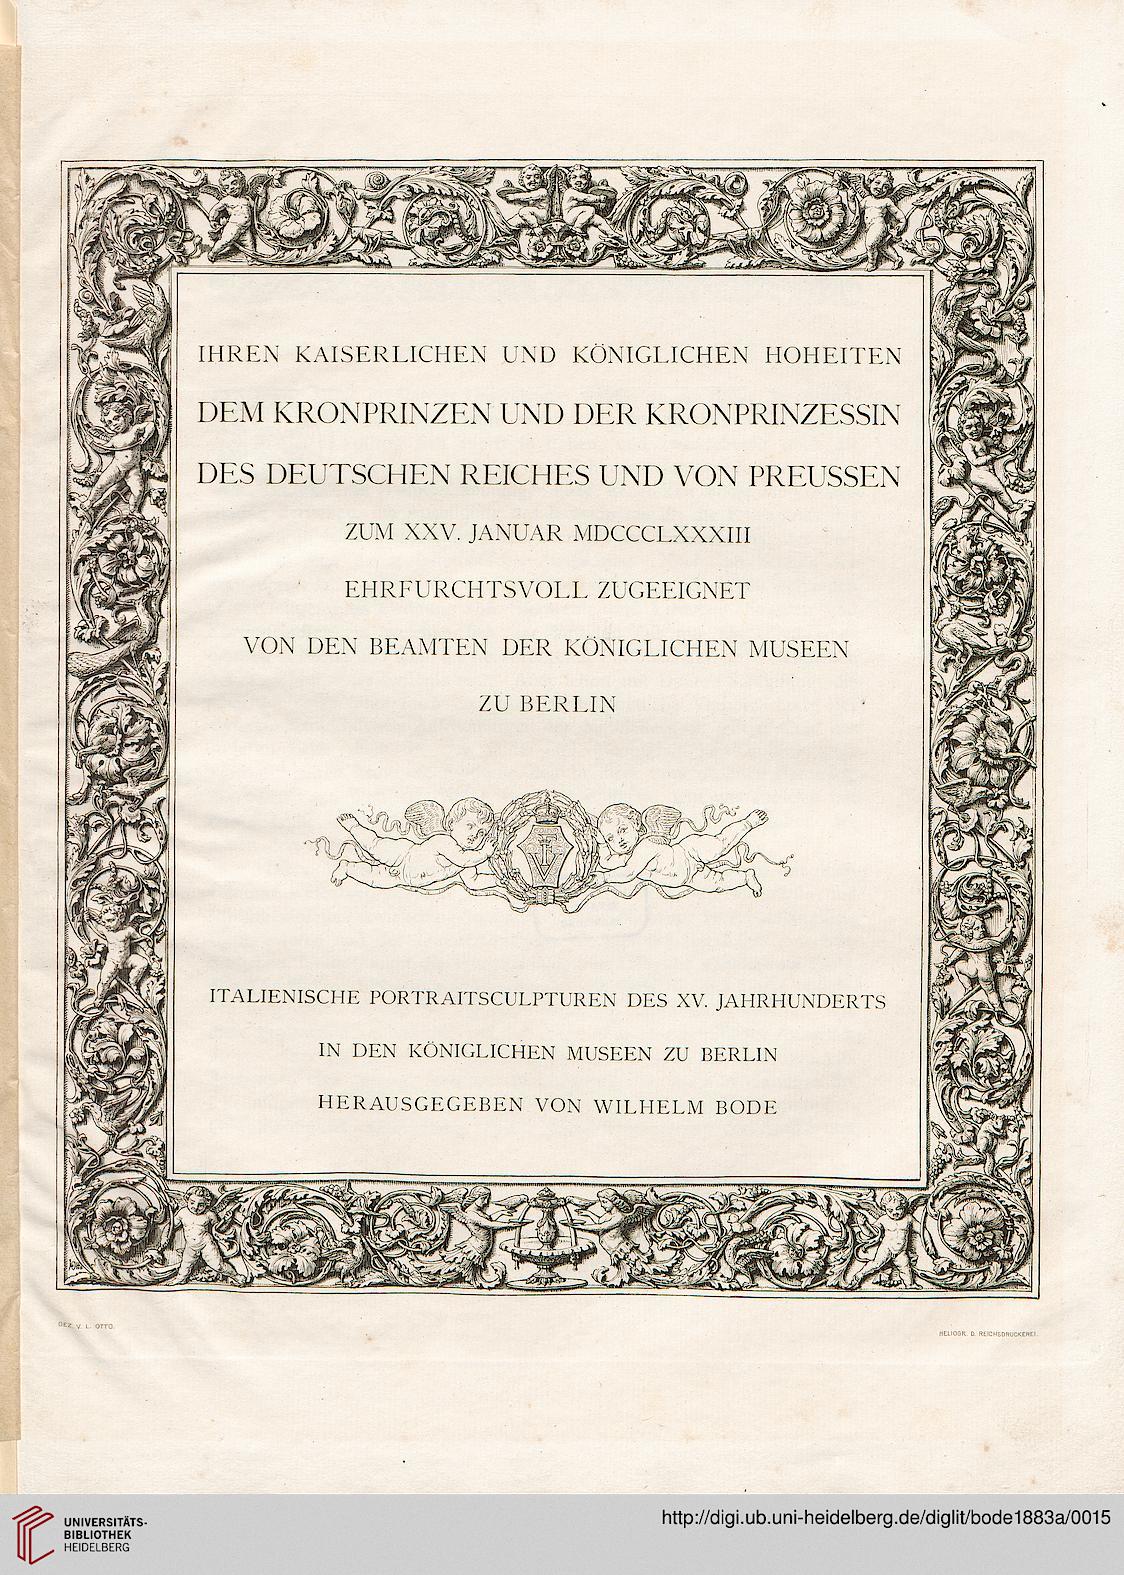 IHREN KAISERLICHEN UND KÖNIGLICHEN HOHEITEN
DEM KRONPRINZEN UND DER KRONPRINZESSIN
DES DEUTSCHEN REICHES UND VON PREUSSEN
ZUM XXV. JANUAR MDCCCLXXXIII
EHRFURCHTSVOLL ZUGEEIGNET
VON DEN BEAMTEN DER KÖNIGLICHEN MUSEEN
ZU BERLIN
ITALIENISCHE PORTRAITSCULPTUREN DES XV. JAHRHUNDERTS
IN DEN KÖNIGLICHEN MUSEEN ZU BERLIN
HERAUSGEGEBEN VON WILHELM BODE
GEZ. V. L. OTTO.
HELIOGR. D. REICHSDRUCKEREI.
UNIVERSITÄTS-
BIBLIOTHEK
HEIDELBERG
http://digi.ub.uni-heidelberg.de/diglit/bode1883a/0015